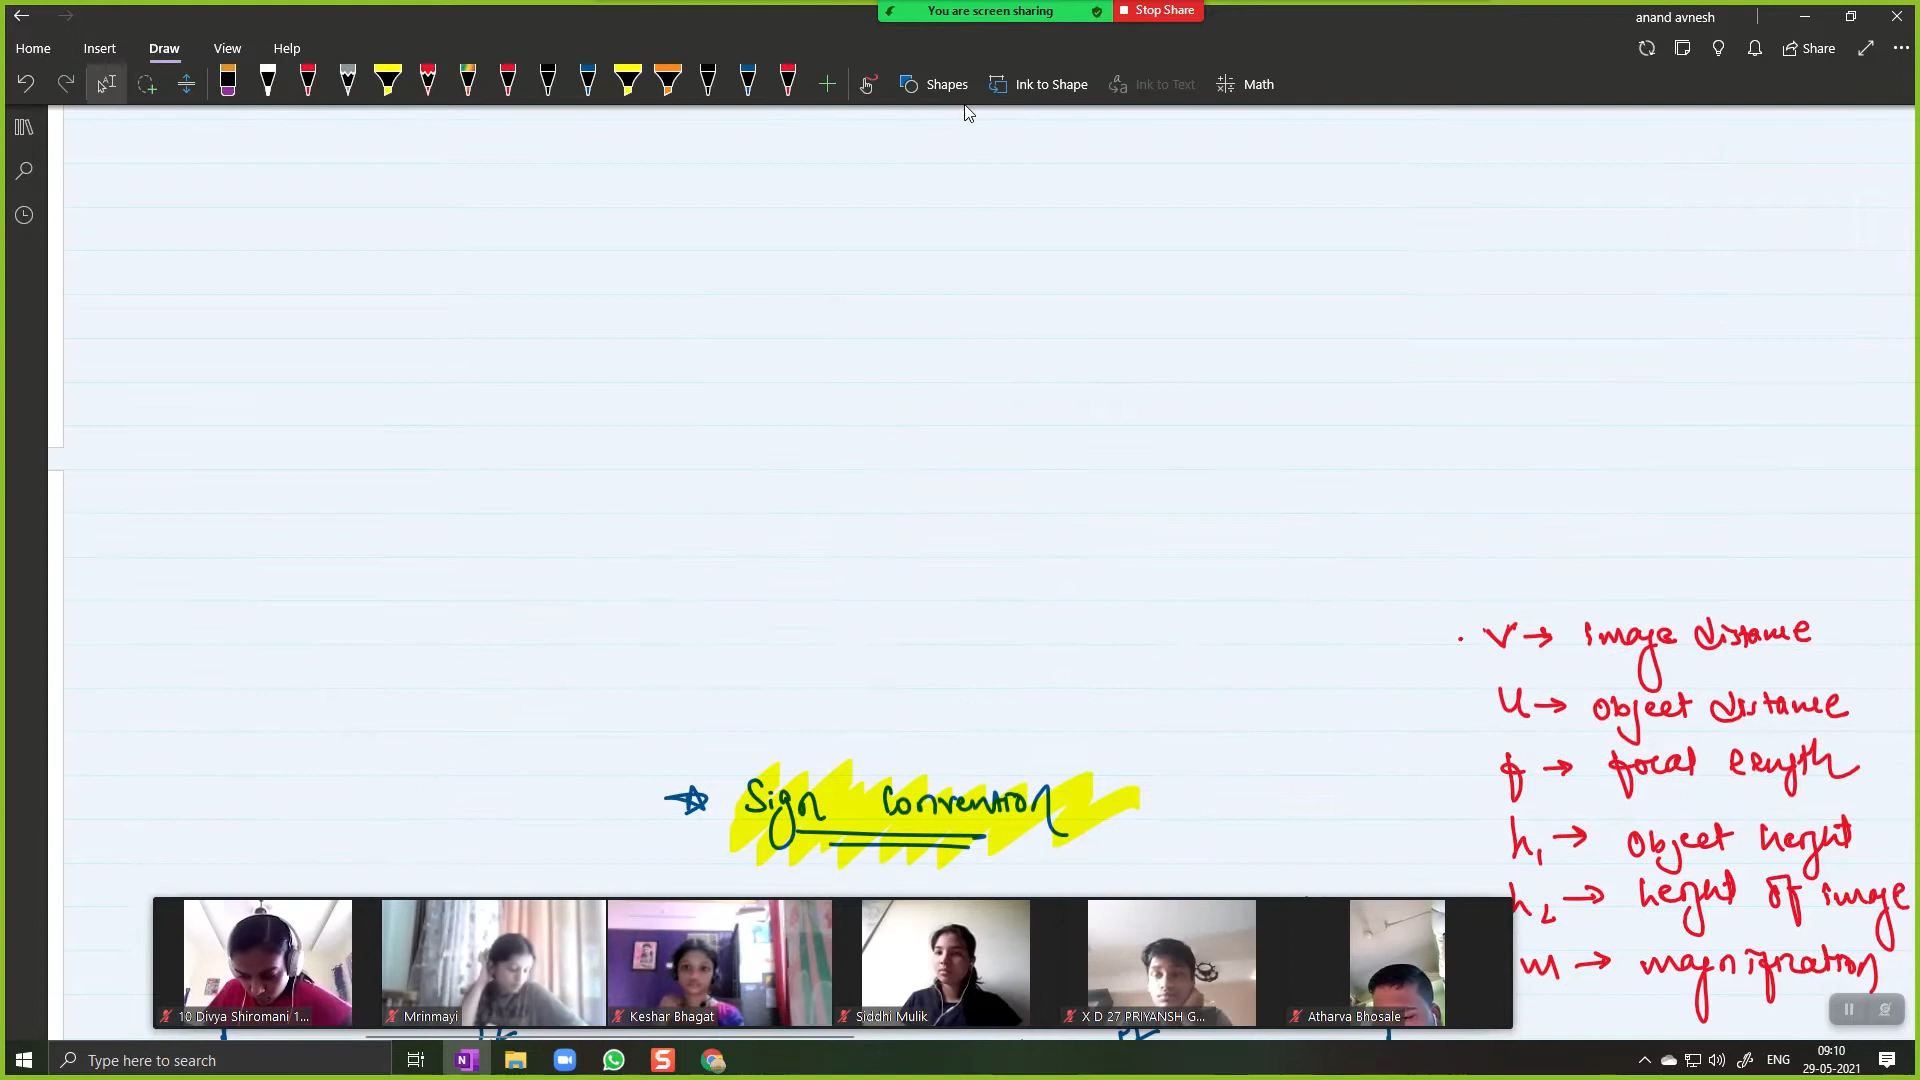 You are screen sharing
Stop Share
anand avnesh
Home Insert Draw View Help
Share
Shapes Ink to Shape Ink to Text Math
v → image distance
u → object distance
f → focal length
Sign Convention
h1 → object height
h2 → height of image
m → magnification
10 Divya Shiromani 1... Mrinmayi Keshar Bhagat Siddhi Mulik X D 27 PRIYANSH G... Atharva Bhosale
Type here to search
ENG
09:10
29-05-2021